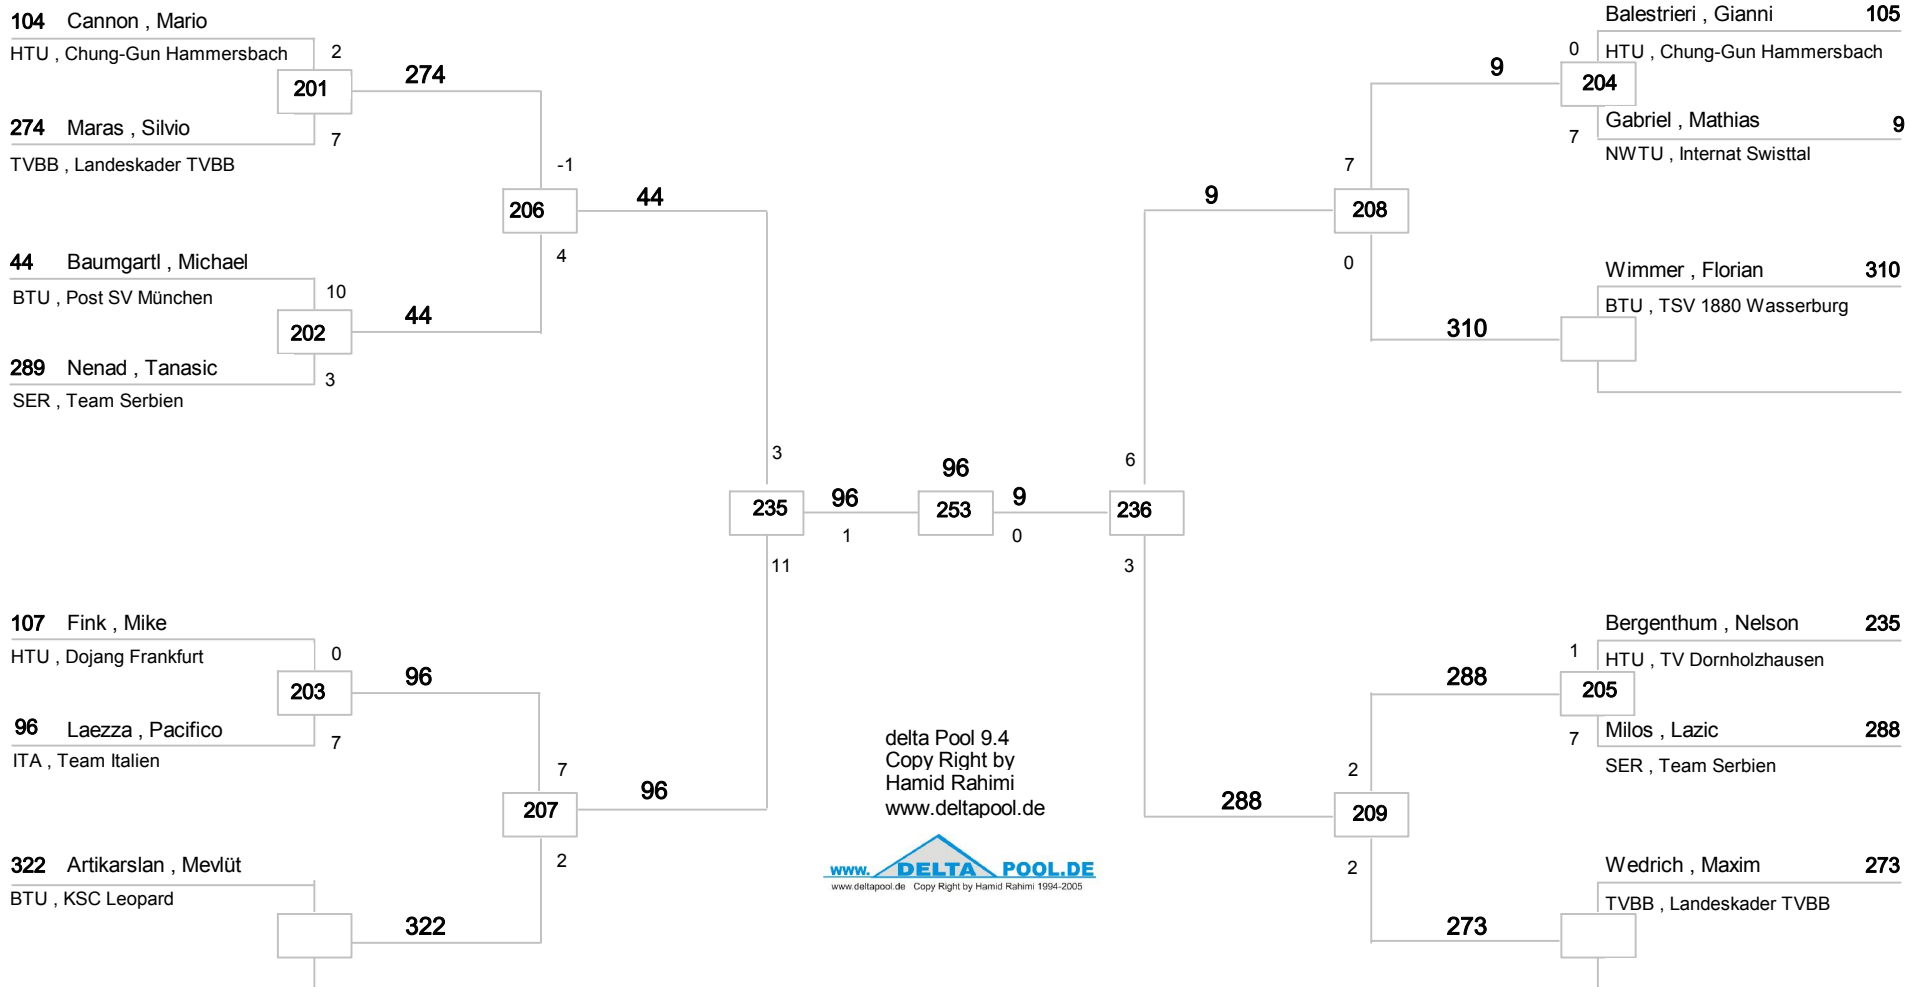 104 Cannon , Mario
HTU , Chung-Gun Hammersbach
2
201
274
274 Maras , Silvio
7
TVBB , Landeskader TVBB
-1
206
44
4
44 Baumgartl , Michael
10
BTU , Post SV München
202
44
289 Nenad , Tanasic
3
SER , Team Serbien
3
235
96
1
11
107 Fink , Mike
0
HTU , Dojang Frankfurt
203
96
96 Laezza , Pacifico
7
ITA , Team Italien
7
207
96
2
322 Artikarslan , Mevlüt
BTU , KSC Leopard
322
96
253
9
0
delta Pool 9.4
Copy Right by
Hamid Rahimi
www.deltapool.de
www. DELTA POOL.DE
www.deltapool.de Copy Right by Hamid Rahimi 1994-2005
Balestrieri , Gianni 105
0
HTU , Chung-Gun Hammersbach
9
204
Gabriel , Mathias 9
7
NWTU , Internat Swisttal
7
9
208
0
Wimmer , Florian 310
BTU , TSV 1880 Wasserburg
310
6
236
3
Bergenthum , Nelson 235
1
HTU , TV Dornholzhausen
288
205
Milos , Lazic 288
7
SER , Team Serbien
2
288
209
2
Wedrich , Maxim 273
TVBB , Landeskader TVBB
273